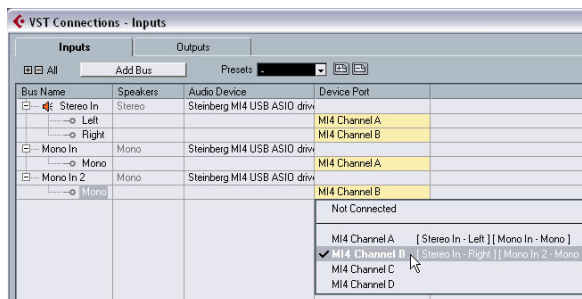 VST Connections - Inputs
Inputs Outputs
All Add Bus Presets -
Bus Name Speakers Audio Device Device Port
Stereo In Stereo Steinberg MI4 USB ASIO drive
Left MI4 Channel A
Right MI4 Channel B
Mono In Mono Steinberg MI4 USB ASIO drive
Mono MI4 Channel A
Mono In 2 Mono Steinberg MI4 USB ASIO drive
Mono MI4 Channel B
Not Connected
MI4 Channel A [ Stereo In - Left ] [ Mono In - Mono ]
MI4 Channel B [ Stereo In - Right ] [ Mono In 2 - Mono
MI4 Channel C
MI4 Channel D